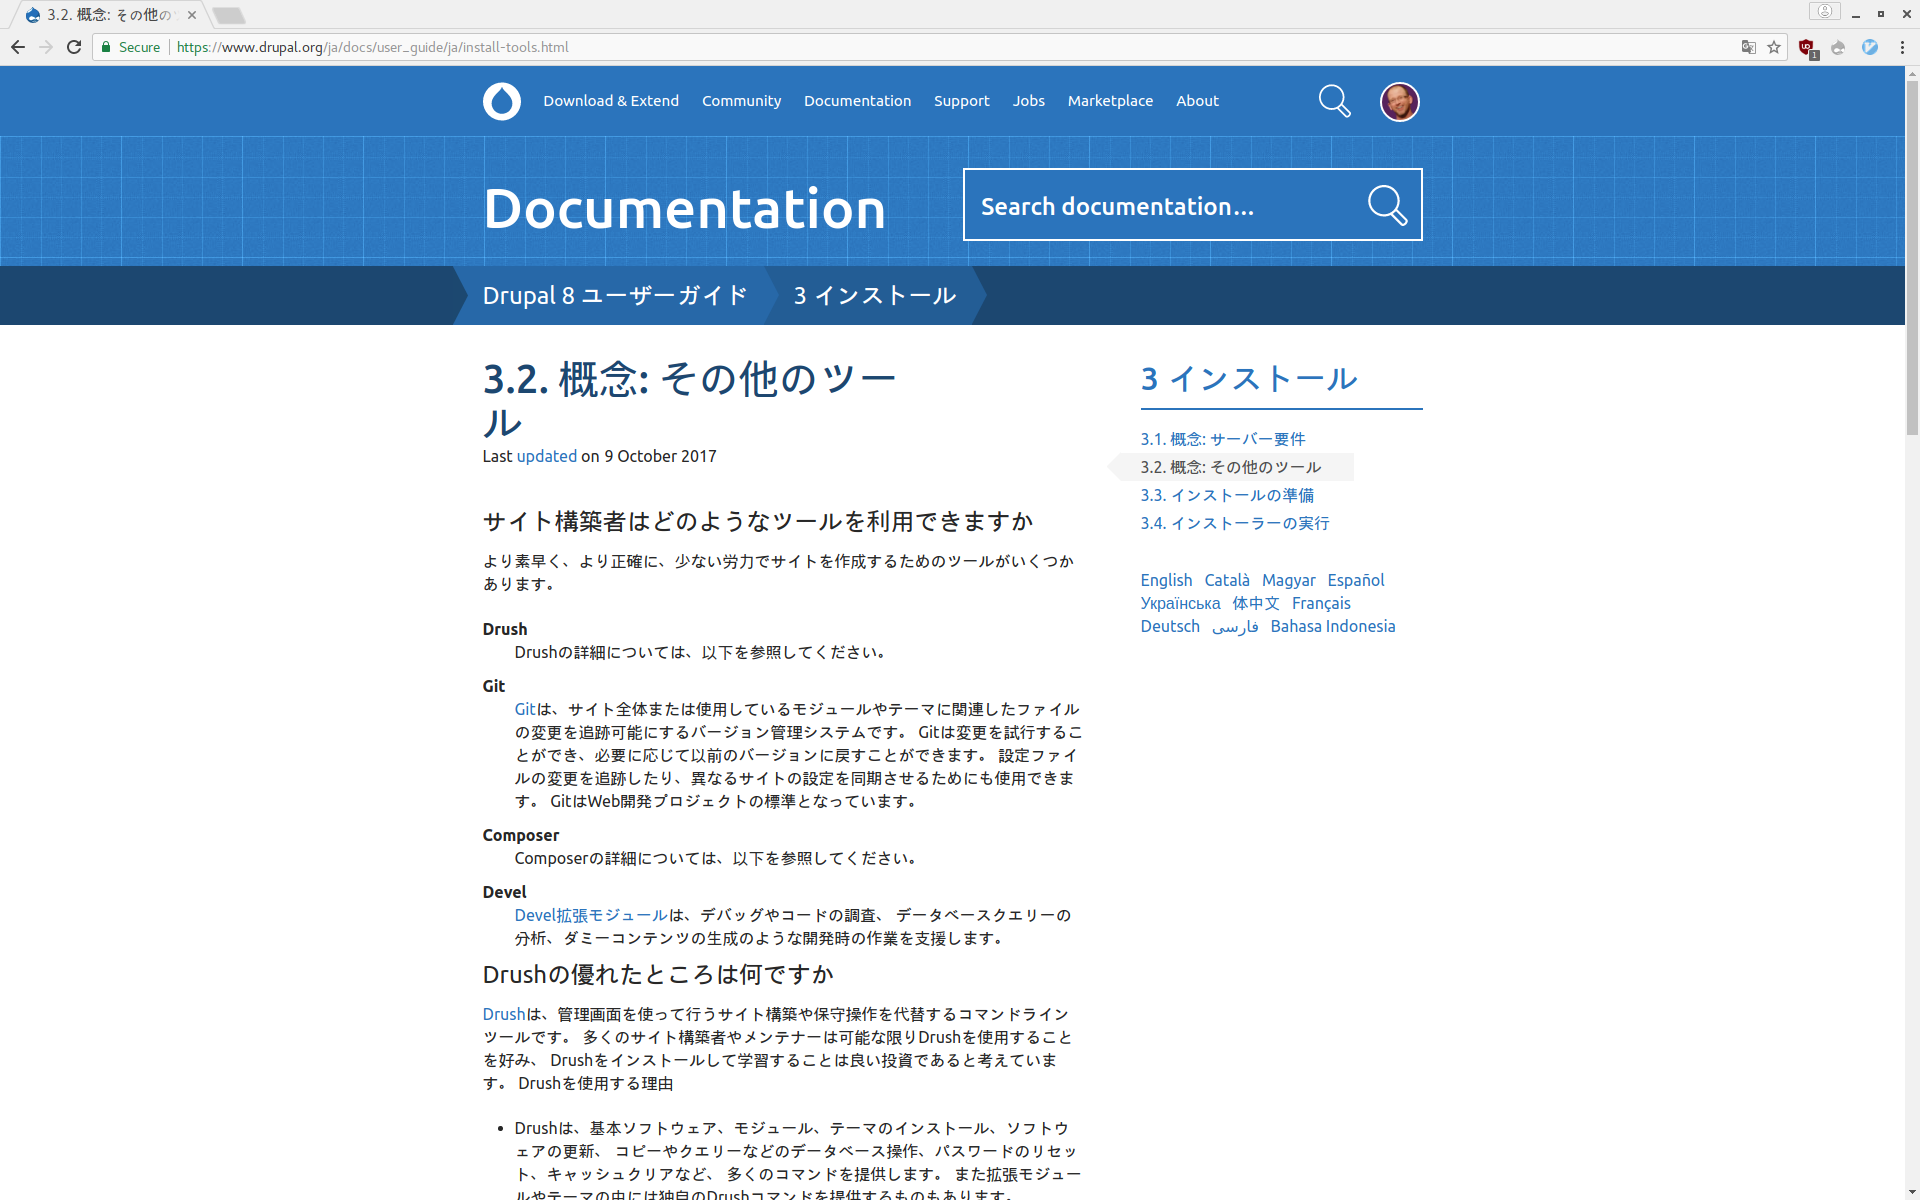 3.2. 概念: その他の
Secure https://www.drupal.org/ja/docs/user_guide/ja/install-tools.html
1
Download & Extend Community Documentation Support Jobs Marketplace About
Documentation
Search documentation...
Drupal 8 ユーザーガイド 3 インストール
3.2. 概念: その他のツー
ル
Last updated on 9 October 2017
サイト構築者はどのようなツールを利用できますか
より素早く、より正確に、少ない労力でサイトを作成するためのツールがいくつか
あります。
Drush
Drushの詳細については、以下を参照してください。
Git
Gitは、サイト全体または使用しているモジュールやテーマに関連したファイル
の変更を追跡可能にするバージョン管理システムです。 Gitは変更を試行するこ
とができ、必要に応じて以前のバージョンに戻すことができます。 設定ファイ
ルの変更を追跡したり、異なるサイトの設定を同期させるためにも使用できま
す。 GitはWeb開発プロジェクトの標準となっています。
Composer
Composerの詳細については、以下を参照してください。
Devel
Devel拡張モジュールは、デバッグやコードの調査、 データベースクエリーの
分析、ダミーコンテンツの生成のような開発時の作業を支援します。
Drushの優れたところは何ですか
Drushは、管理画面を使って行うサイト構築や保守操作を代替するコマンドライン
ツールです。 多くのサイト構築者やメンテナーは可能な限りDrushを使用すること
を好み、 Drushをインストールして学習することは良い投資であると考えていま
す。 Drushを使用する理由
• Drushは、基本ソフトウェア、モジュール、テーマのインストール、ソフトウ
ェアの更新、 コピーやクエリーなどのデータベース操作、パスワードのリセッ
ト、キャッシュクリアなど、 多くのコマンドを提供します。 また拡張モジュー
ルやテーマの中には独自のDrushコマンドを提供するものもあります。
3 インストール
3.1. 概念: サーバー要件
3.2. 概念: その他のツール
3.3. インストールの準備
3.4. インストーラーの実行
English Català Magyar Español
Українська 体中文 Français
Deutsch فارسی Bahasa Indonesia